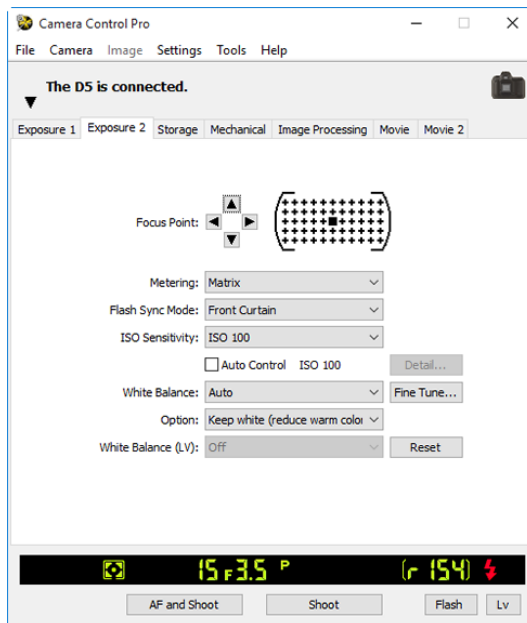 Camera Control Pro
File Camera Image Settings Tools Help
The D5 is connected.
Exposure 1 Exposure 2 Storage Mechanical Image Processing Movie Movie 2
Focus Point:
Metering: Matrix
Flash Sync Mode: Front Curtain
ISO Sensitivity: ISO 100
Auto Control ISO 100 Detail...
White Balance: Auto Fine Tune...
Option: Keep white (reduce warm color
White Balance (LV): Off Reset
15 F3.5 P (r 154)
AF and Shoot Shoot Flash Lv